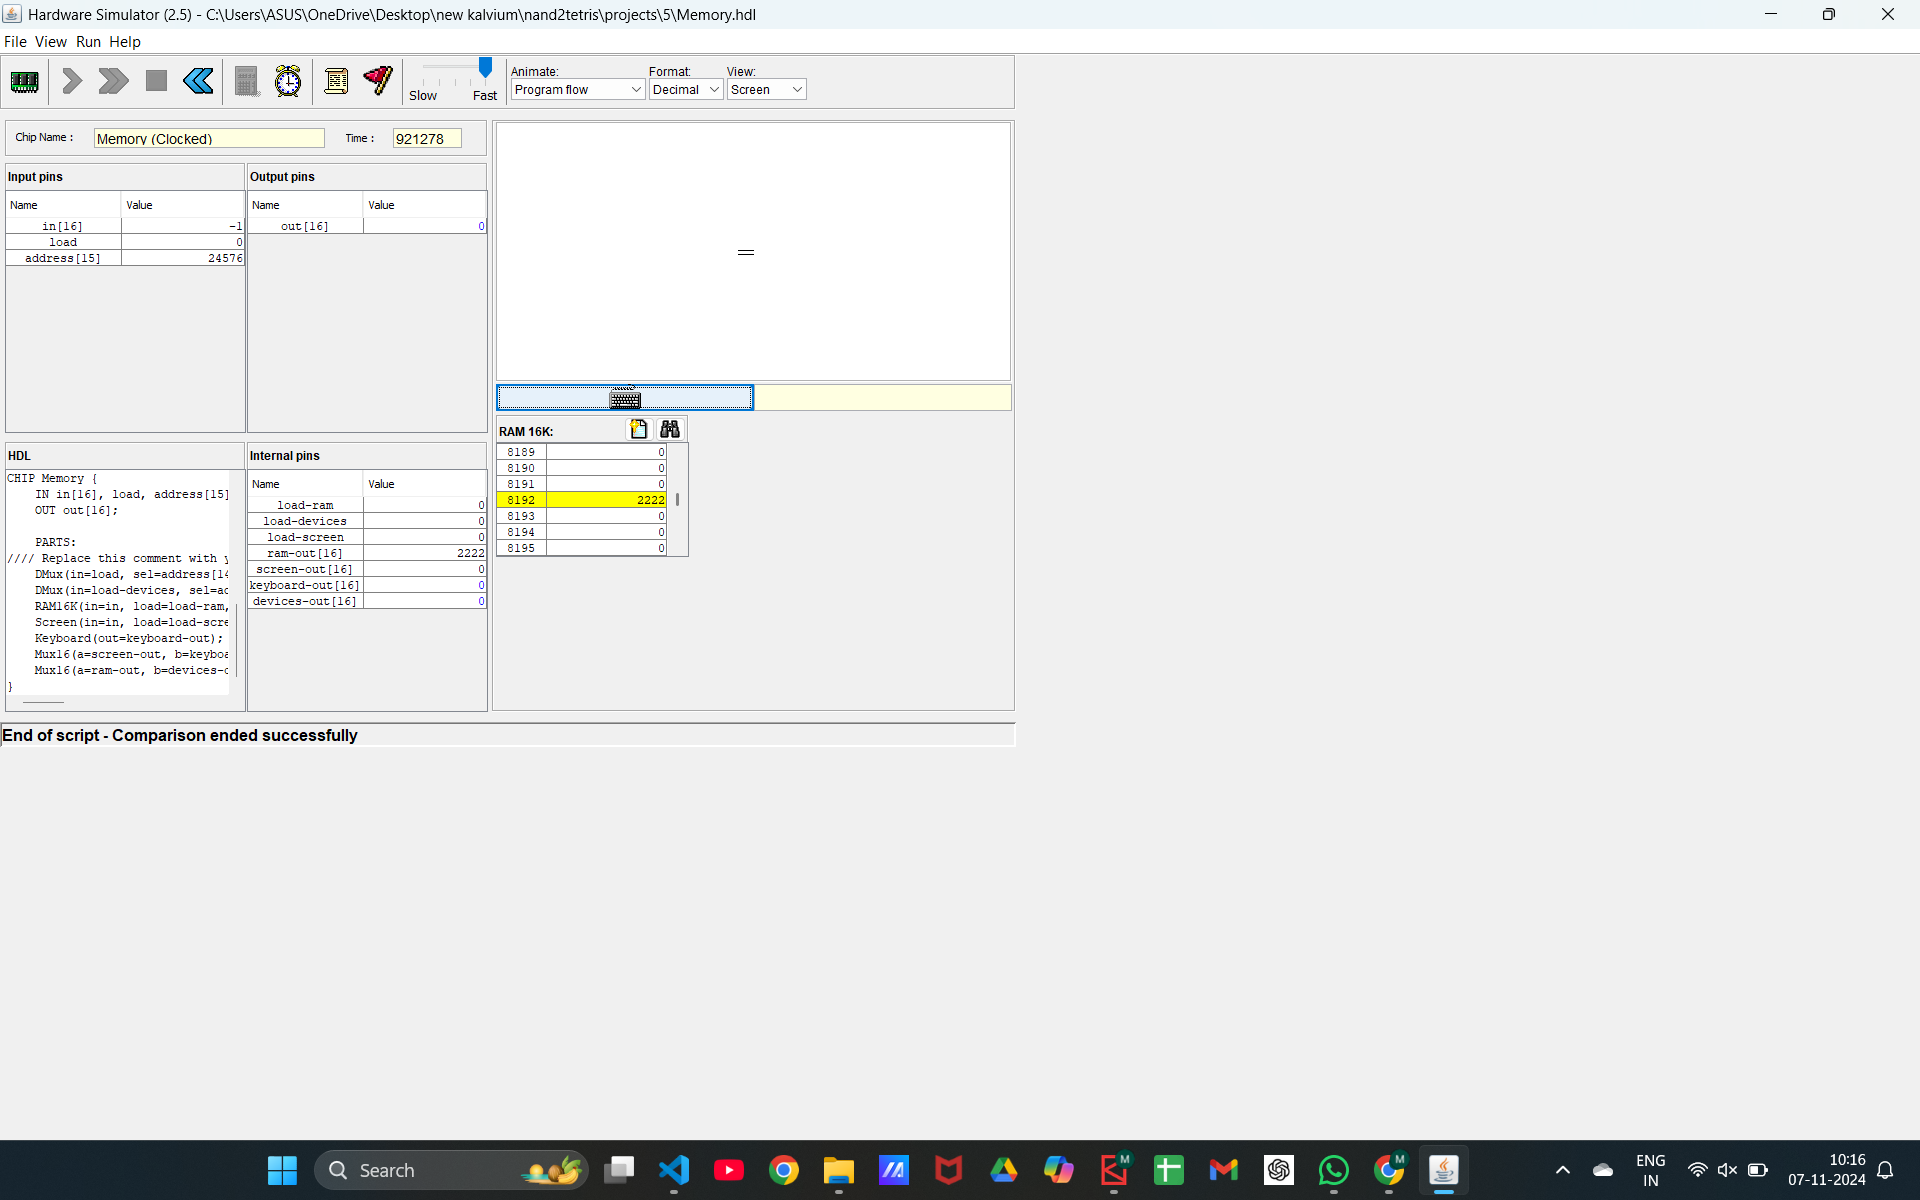 Hardware Simulator (2.5) - C:\Users\ASUS\OneDrive\Desktop\new kalvium\nand2tetris\projects\5\Memory.hdl
File View Run Help
Slow Fast
Animate: Format: View:
Program flow Decimal Screen
Chip Name : Memory (Clocked) Time : 921278
Input pins
Name Value
in[16] -1
load 0
address[15] 24576
Output pins
Name Value
out[16] 0
RAM 16K:
8189 0
8190 0
8191 0
8192 2222
8193 0
8194 0
8195 0
HDL
CHIP Memory {
IN in[16], load, address[15]
OUT out[16];
PARTS:
//// Replace this comment with y
DMux(in=load, sel=address[14
DMux(in=load-devices, sel=ad
RAM16K(in=in, load=load-ram,
Screen(in=in, load=load-scre
Keyboard(out=keyboard-out);
Mux16(a=screen-out, b=keyboa
Mux16(a=ram-out, b=devices-o
}
Internal pins
Name Value
load-ram 0
load-devices 0
load-screen 0
ram-out[16] 2222
screen-out[16] 0
keyboard-out[16] 0
devices-out[16] 0
End of script - Comparison ended successfully
Search
M
M
ENG
IN
10:16
07-11-2024